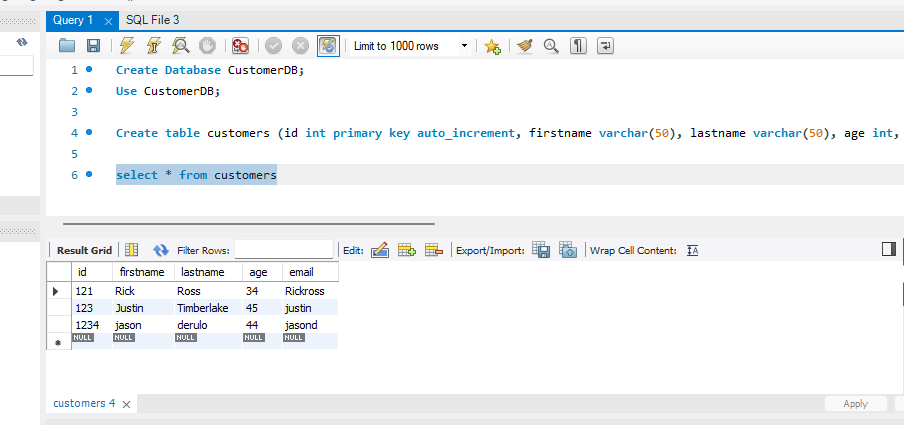 Query 1 SQL File 3
Limit to 1000 rows
1 Create Database CustomerDB;
2 Use CustomerDB;
3
4 Create table customers (id int primary key auto_increment, firstname varchar(50), lastname varchar(50), age int,
5
6 select * from customers
Result Grid Filter Rows: Edit: Export/Import: Wrap Cell Content: IA
id firstname lastname age email
121 Rick Ross 34 Rickross
123 Justin Timberlake 45 justin
1234 jason derulo 44 jasond
NULL NULL NULL NULL NULL
customers 4 Apply